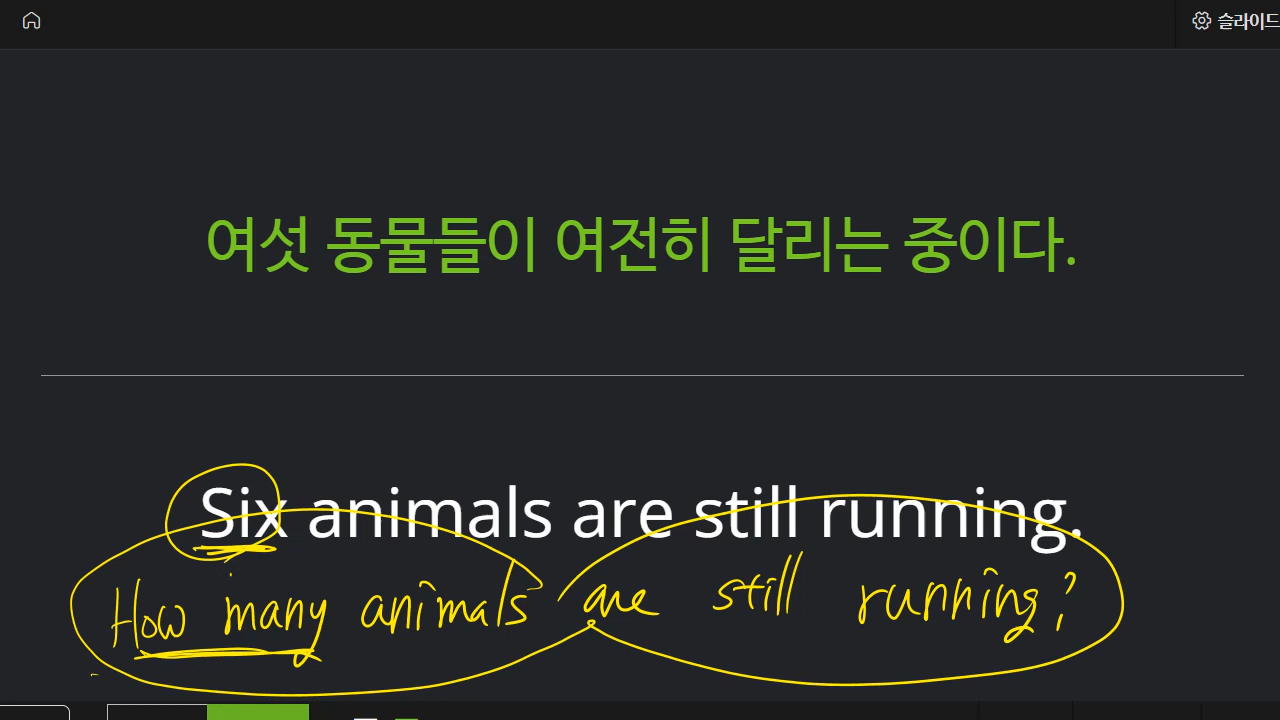 슬라이드
여섯 동물들이 여전히 달리는 중이다.
Six animals are still running.
How many animals are still running?